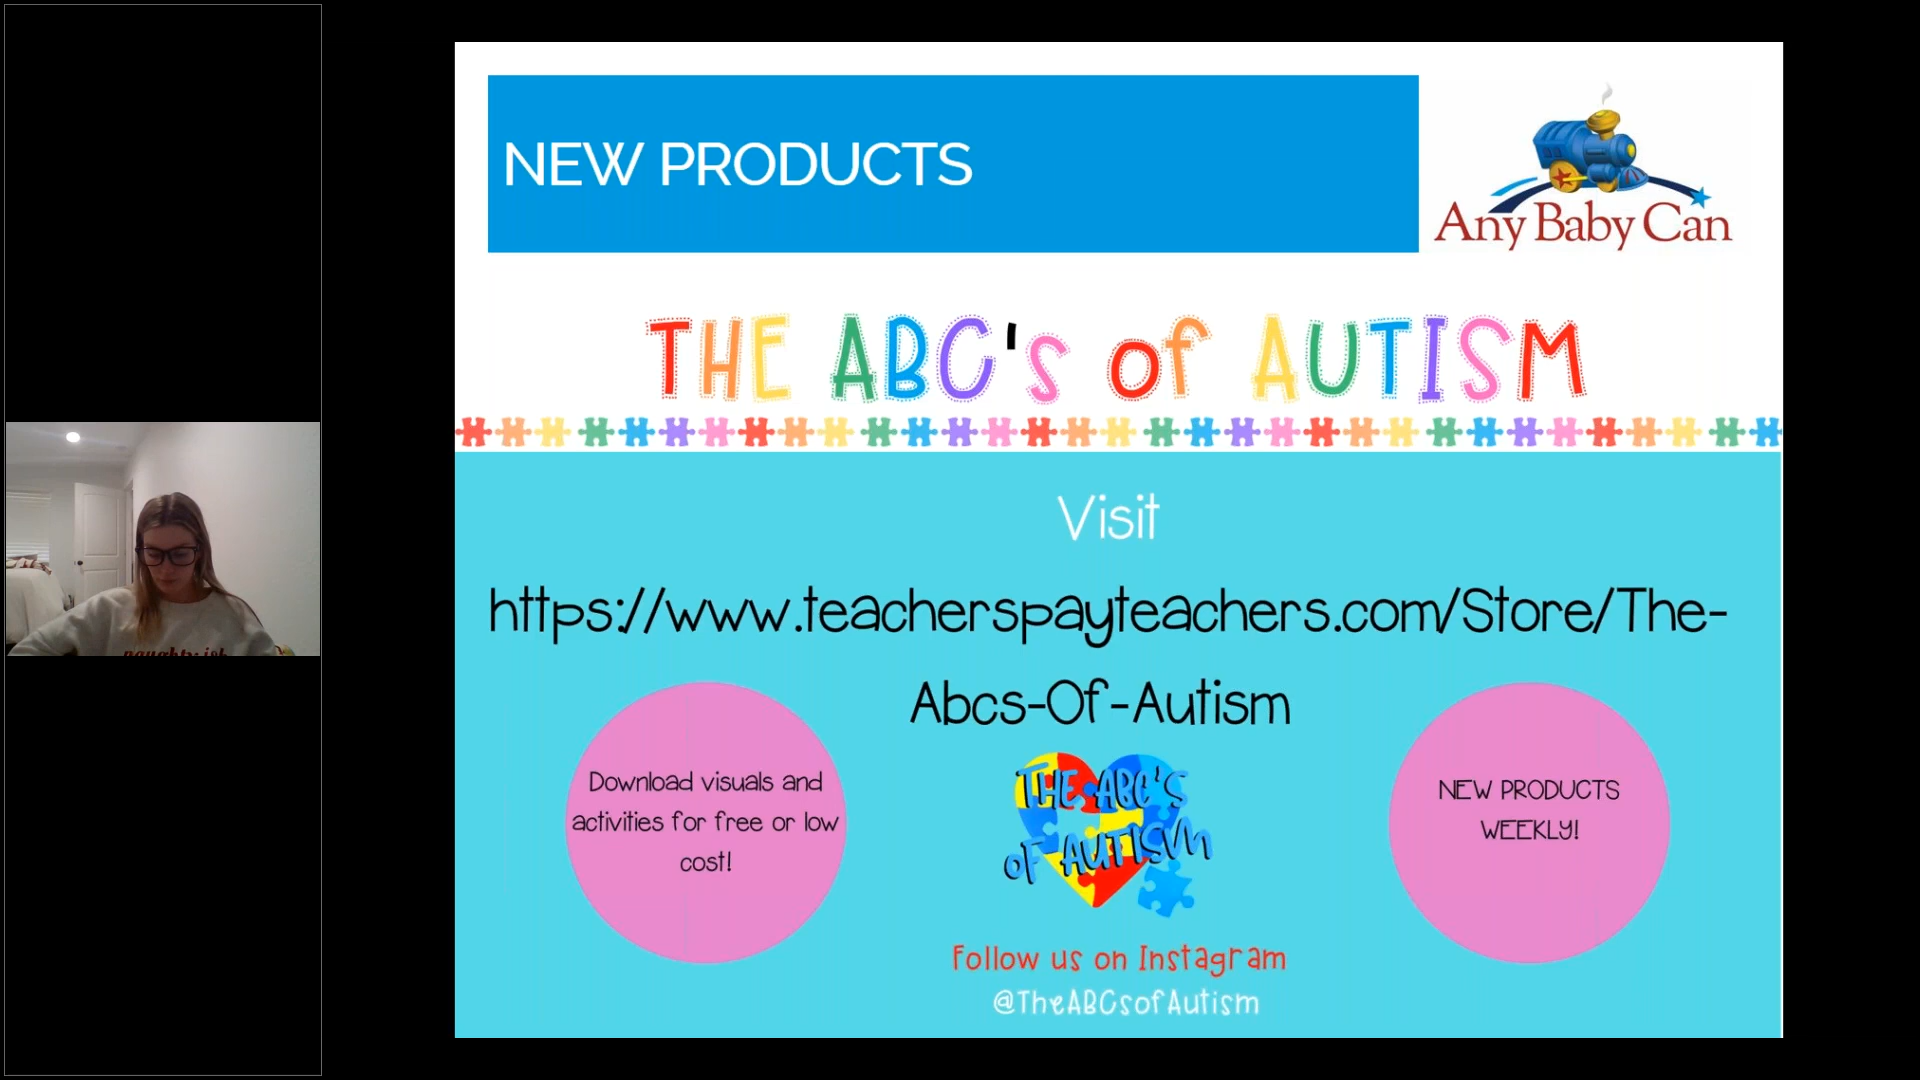 NEW PRODUCTS
Any Baby Can
THE ABC's of AUTISM
Visit
https://www.teacherspayteachers.com/Store/The-
Abcs-Of-Autism
Download visuals and
activities for free or low
cost!
THE ABC'S
OF AUTISM
NEW PRODUCTS
WEEKLY!
Follow us on Instagram
@TheABCsofAutism
naughty-ish